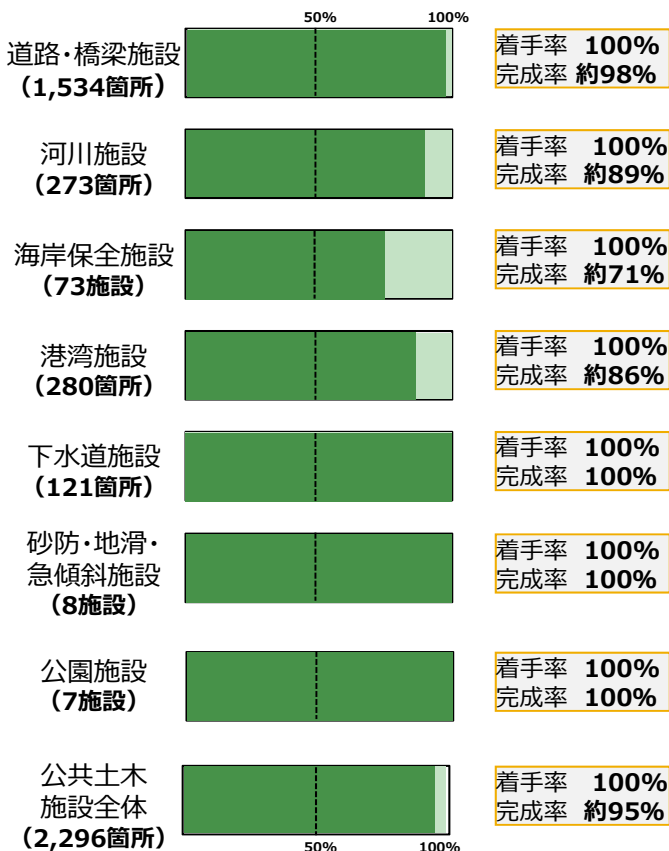 50% 100%
道路・橋梁施設
（1,534箇所）
着手率 100%
完成率 約98%
河川施設
（273箇所）
着手率 100%
完成率 約89%
海岸保全施設
（73施設）
着手率 100%
完成率 約71%
港湾施設
（280箇所）
着手率 100%
完成率 約86%
下水道施設
（121箇所）
着手率 100%
完成率 100%
砂防・地滑・
急傾斜施設
（8施設）
着手率 100%
完成率 100%
公園施設
（7施設）
着手率 100%
完成率 100%
公共土木
施設全体
（2,296箇所）
着手率 100%
完成率 約95%
50% 100%